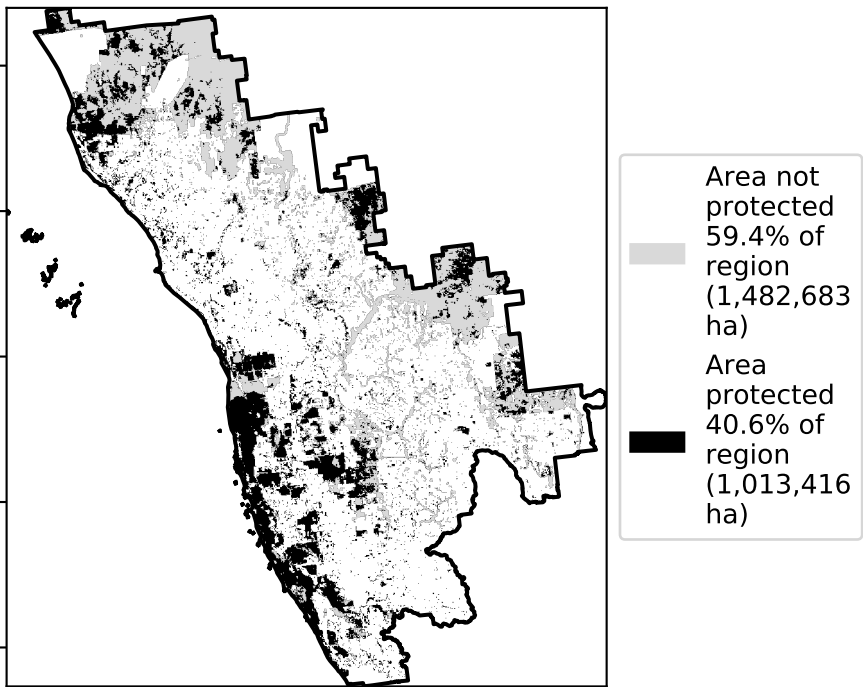 Area not
protected
59.4% of
region
(1,482,683
ha)
Area
protected
40.6% of
region
(1,013,416
ha)